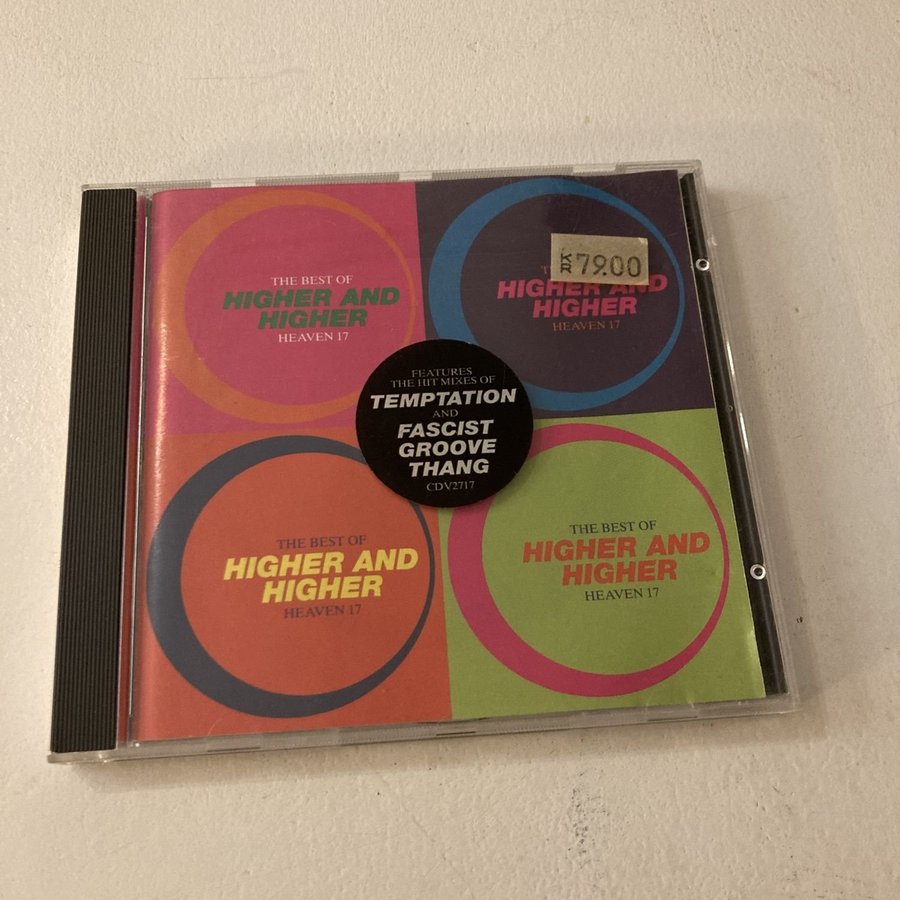 THE BEST OF
HIGHER AND
HIGHER
HEAVEN 17
KR 79.00
HIGHER AND
HIGHER
HEAVEN 17
FEATURES
THE HIT MIXES OF
TEMPTATION
AND
FASCIST
GROOVE
THANG
CDV2717
THE BEST OF
HIGHER AND
HIGHER
HEAVEN 17
THE BEST OF
HIGHER AND
HIGHER
HEAVEN 17